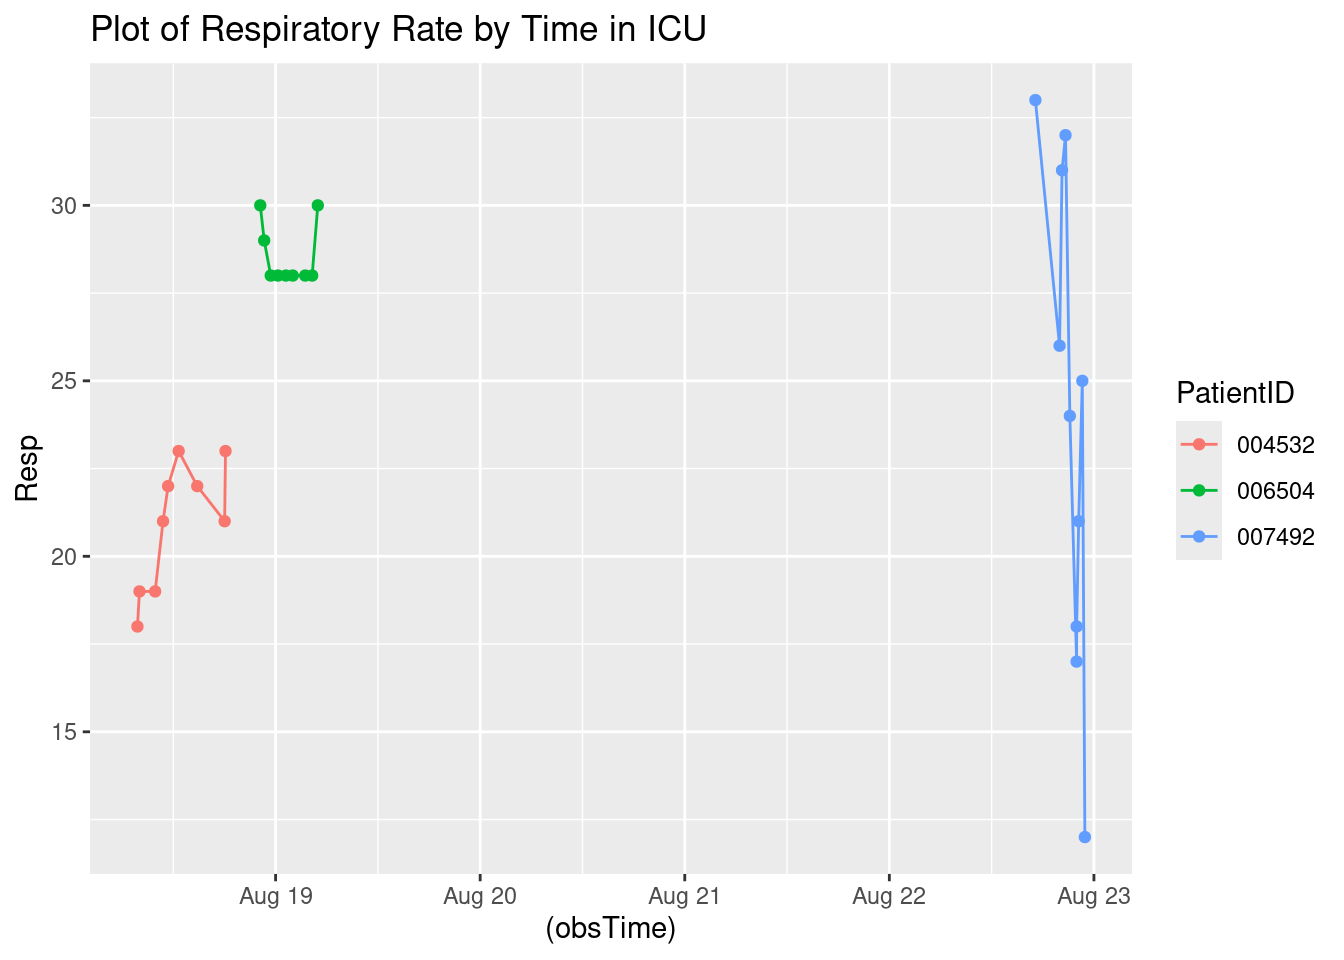 Plot of Respiratory Rate by Time in ICU
30
25
20
15
Resp
Aug 19
Aug 20
Aug 21
Aug 22
Aug 23
(obsTime)
PatientID
004532
006504
007492